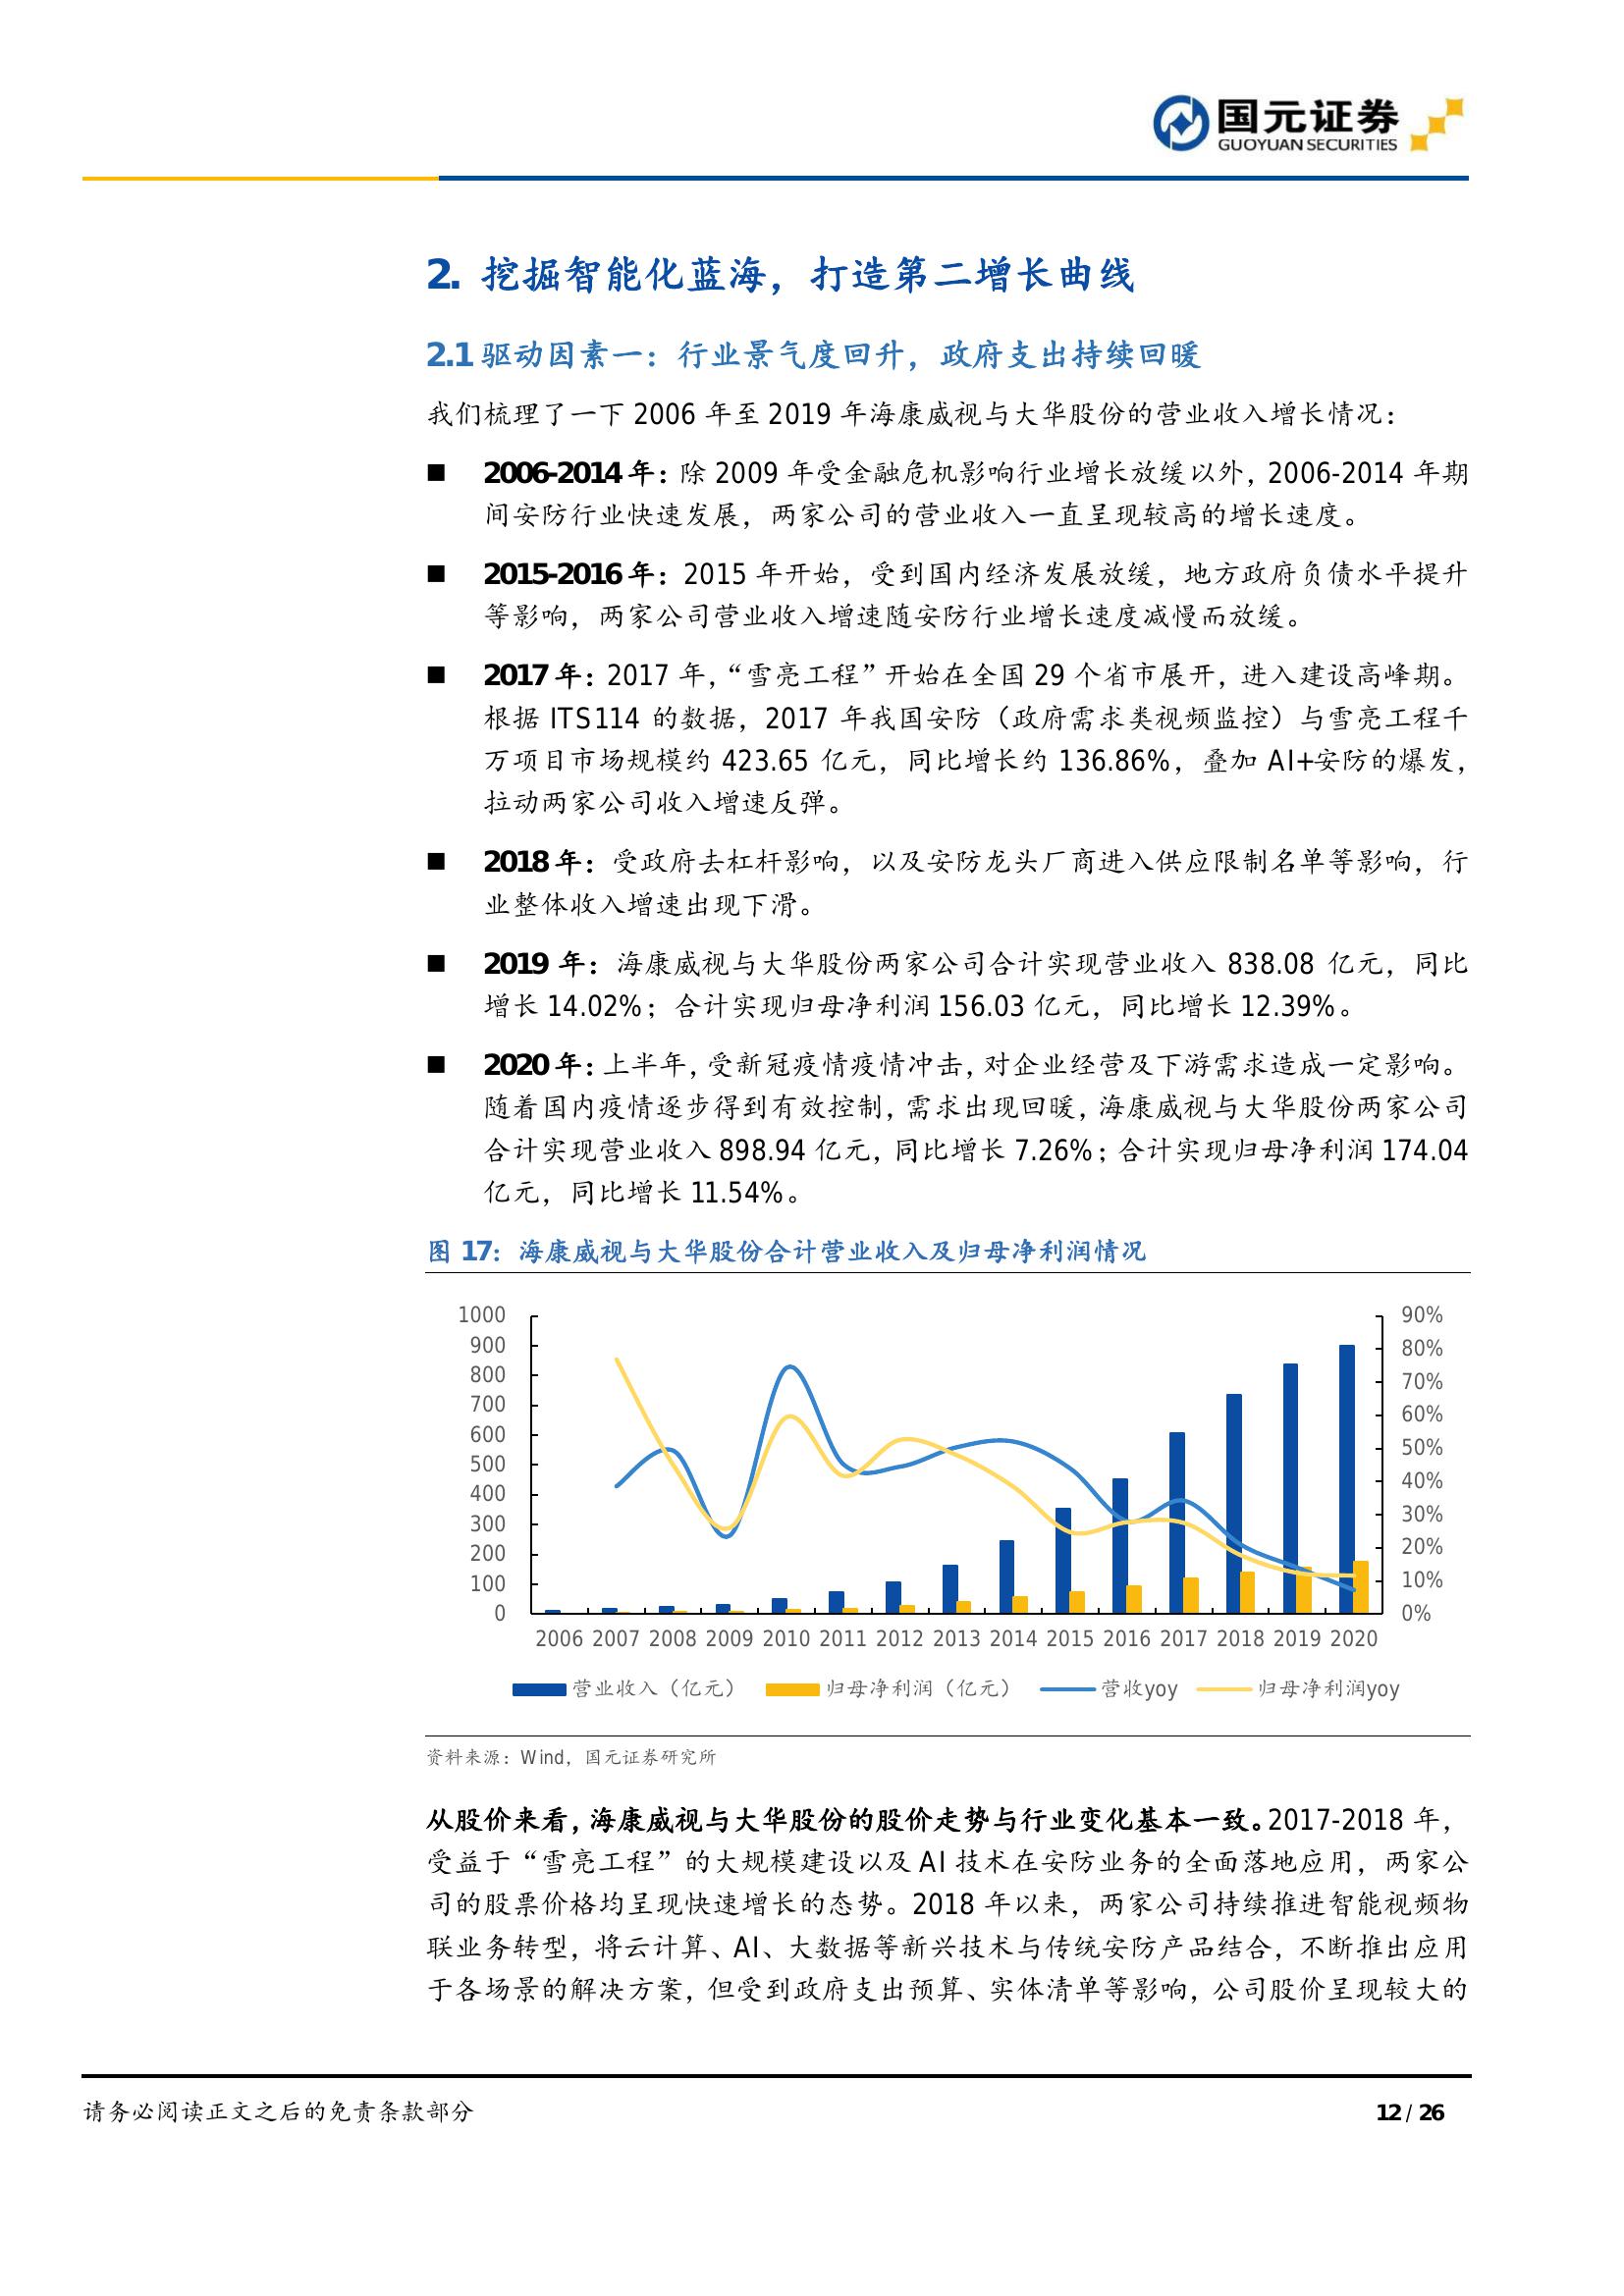 国元证券
GUOYUAN SECURITIES
2. 挖掘智能化蓝海，打造第二增长曲线
2.1 驱动因素一：行业景气度回升，政府支出持续回暖
我们梳理了一下 2006 年至 2019 年海康威视与大华股份的营业收入增长情况：
■ 2006-2014 年：除 2009 年受金融危机影响行业增长放缓以外，2006-2014 年期
间安防行业快速发展，两家公司的营业收入一直呈现较高的增长速度。
■ 2015-2016 年：2015 年开始，受到国内经济发展放缓，地方政府负债水平提升
等影响，两家公司营业收入增速随安防行业增长速度减慢而放缓。
■ 2017 年：2017 年，“雪亮工程”开始在全国 29 个省市展开，进入建设高峰期。
根据 ITS114 的数据，2017 年我国安防（政府需求类视频监控）与雪亮工程千
万项目市场规模约 423.65 亿元，同比增长约 136.86%，叠加 AI+安防的爆发，
拉动两家公司收入增速反弹。
■ 2018 年：受政府去杠杆影响，以及安防龙头厂商进入供应限制名单等影响，行
业整体收入增速出现下滑。
■ 2019 年：海康威视与大华股份两家公司合计实现营业收入 838.08 亿元，同比
增长 14.02%；合计实现归母净利润 156.03 亿元，同比增长 12.39%。
■ 2020 年：上半年，受新冠疫情疫情冲击，对企业经营及下游需求造成一定影响。
随着国内疫情逐步得到有效控制，需求出现回暖，海康威视与大华股份两家公司
合计实现营业收入 898.94 亿元，同比增长 7.26%；合计实现归母净利润 174.04
亿元，同比增长 11.54%。
图 17：海康威视与大华股份合计营业收入及归母净利润情况
1000 90%
900 80%
800 70%
700 60%
600 50%
500 40%
400 30%
300 20%
200 10%
100 0%
0
2006 2007 2008 2009 2010 2011 2012 2013 2014 2015 2016 2017 2018 2019 2020
营业收入（亿元） 归母净利润（亿元） 营收yoy 归母净利润yoy
资料来源：Wind，国元证券研究所
从股价来看，海康威视与大华股份的股价走势与行业变化基本一致。2017-2018 年，
受益于“雪亮工程”的大规模建设以及 AI 技术在安防业务的全面落地应用，两家公
司的股票价格均呈现快速增长的态势。2018 年以来，两家公司持续推进智能视频物
联业务转型，将云计算、AI、大数据等新兴技术与传统安防产品结合，不断推出应用
于各场景的解决方案，但受到政府支出预算、实体清单等影响，公司股价呈现较大的
请务必阅读正文之后的免责条款部分 12 / 26